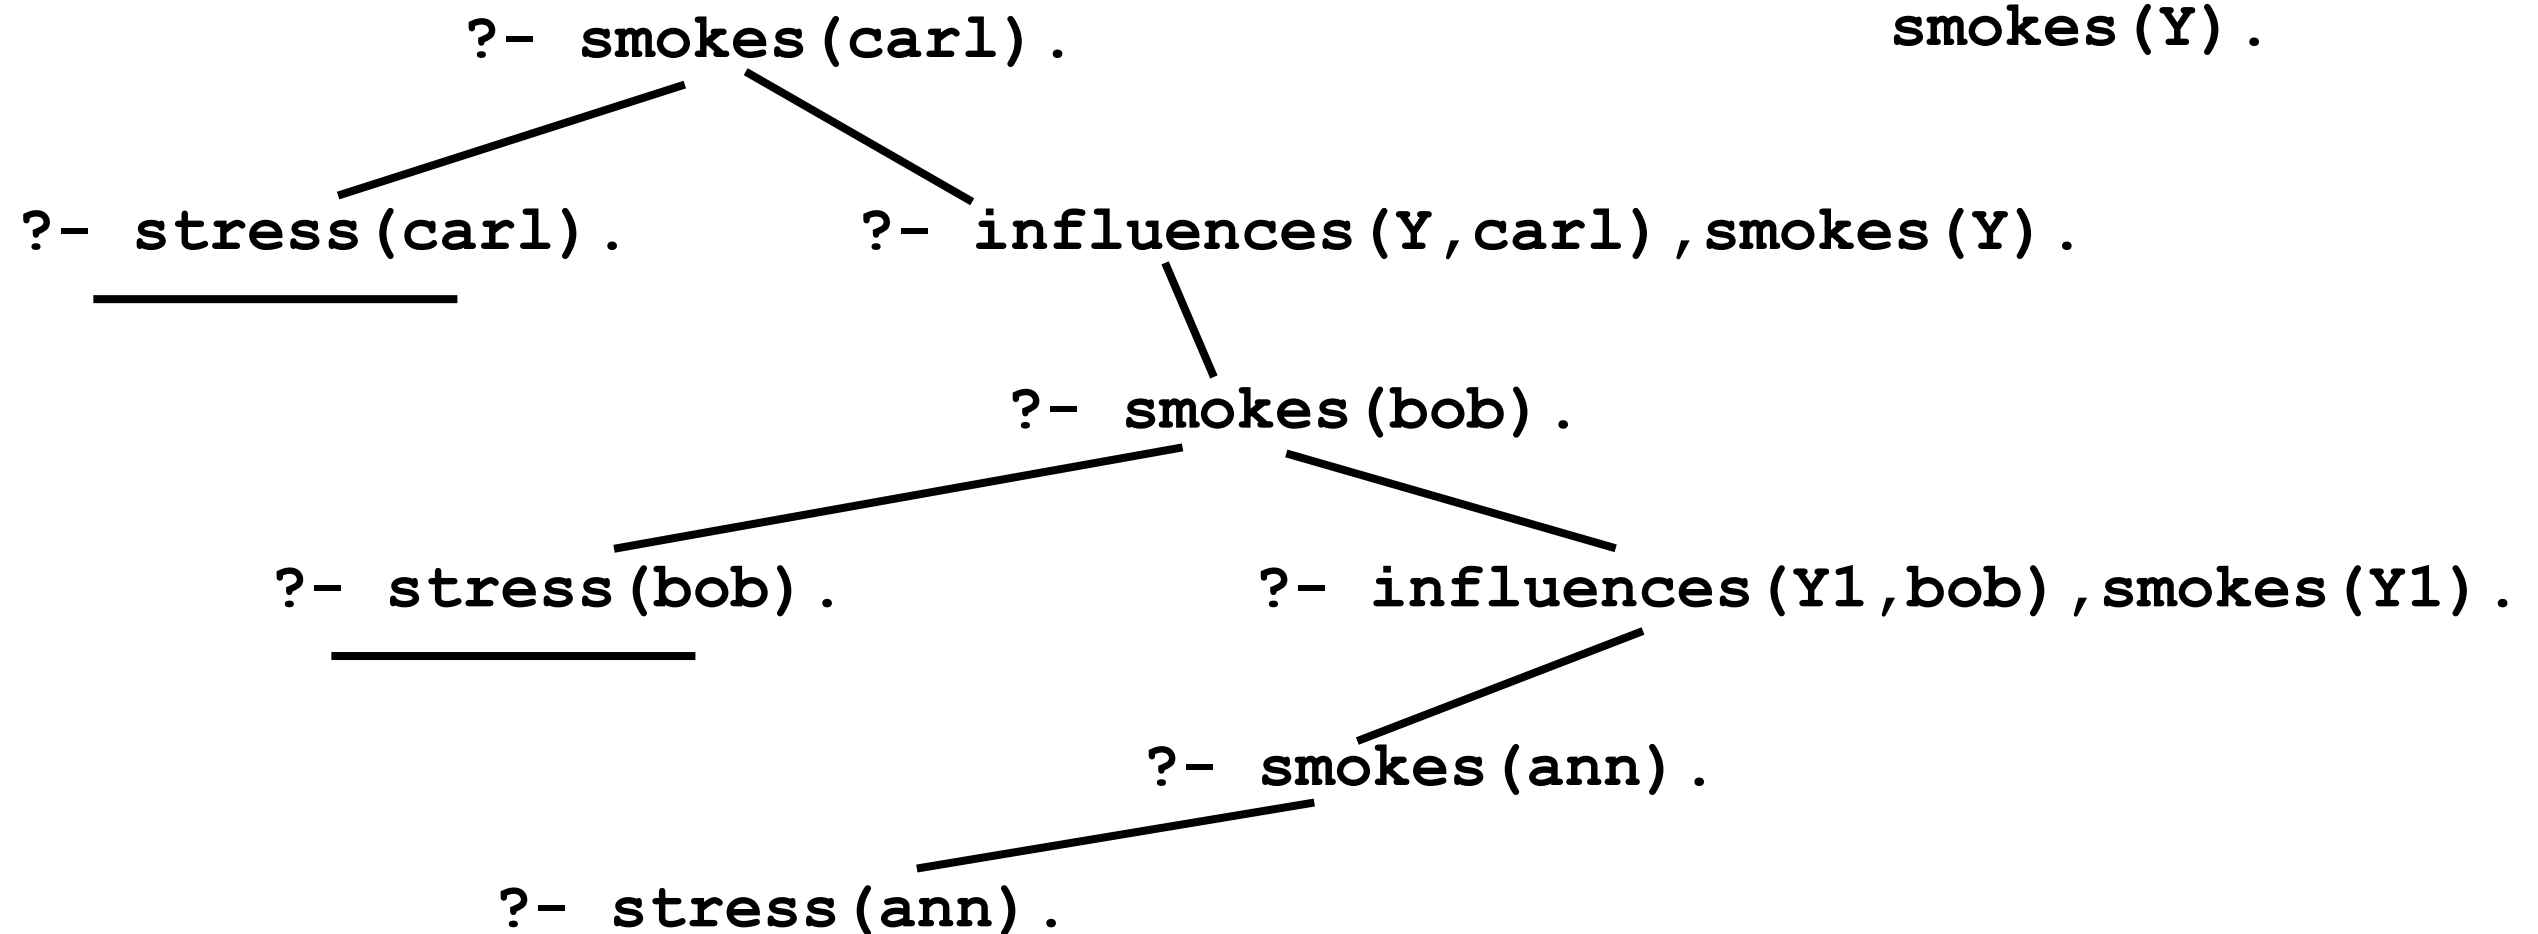 ?- smokes(carl).
smokes(Y).
?- stress(carl).
?- influences(Y,carl),smokes(Y).
?- smokes(bob).
?- stress(bob).
?- influences(Y1,bob),smokes(Y1).
?- smokes(ann).
?- stress(ann).